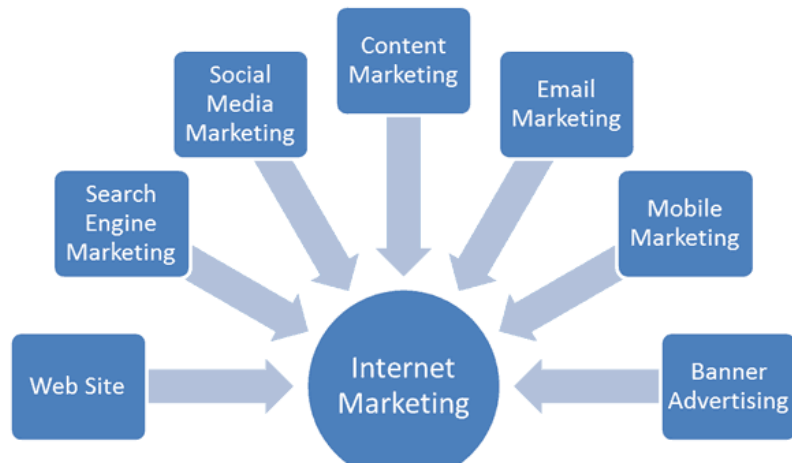 Content
Marketing
Social
Media
Marketing
Email
Marketing
Search
Engine
Marketing
Mobile
Marketing
Web Site
Internet
Marketing
Banner
Advertising